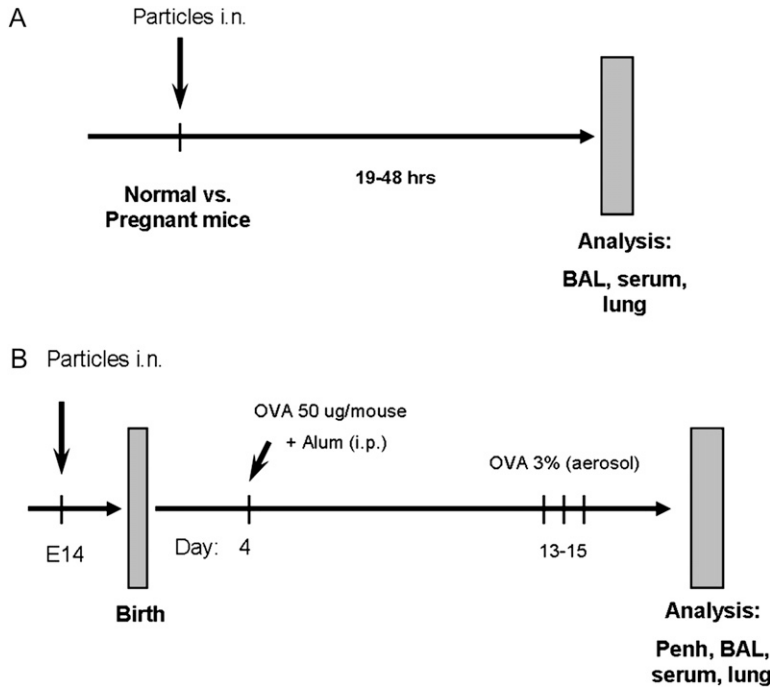 A
Particles i.n.
Normal vs.
Pregnant mice
19-48 hrs
Analysis:
BAL, serum,
lung
B
Particles i.n.
E14
Birth
OVA 50 ug/mouse
+ Alum (i.p.)
Day: 4
OVA 3% (aerosol)
13-15
Analysis:
Penh, BAL,
serum, lung